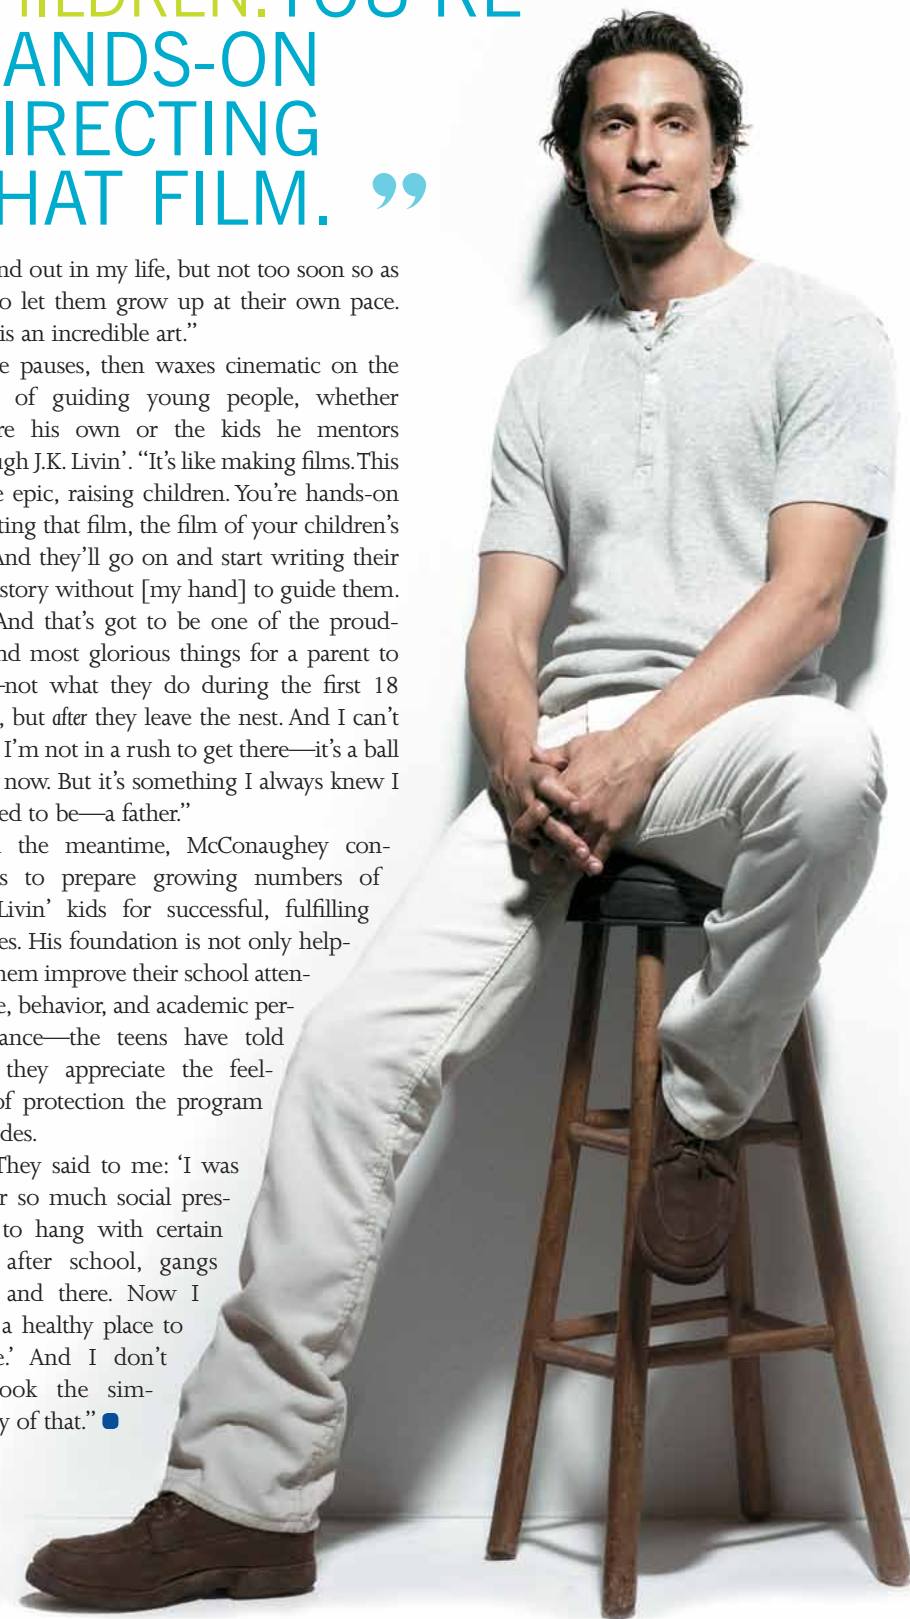 HILDREN. YOU’RE
ANDS-ON
IRECTING
HAT FILM. ”
nd out in my life, but not too soon so as
o let them grow up at their own pace.
is an incredible art.”
e pauses, then waxes cinematic on the
of guiding young people, whether
re his own or the kids he mentors
ugh J.K. Livin’. “It’s like making films. This
e epic, raising children. You’re hands-on
ting that film, the film of your children’s
And they’ll go on and start writing their
story without [my hand] to guide them.
And that’s got to be one of the proud-
nd most glorious things for a parent to
—not what they do during the first 18
, but after they leave the nest. And I can’t
I’m not in a rush to get there—it’s a ball
now. But it’s something I always knew I
ed to be—a father.”
the meantime, McConaughey con-
s to prepare growing numbers of
Livin’ kids for successful, fulfilling
es. His foundation is not only help-
hem improve their school atten-
e, behavior, and academic per-
ance—the teens have told
they appreciate the feel-
of protection the program
des.
They said to me: ‘I was
r so much social pres-
to hang with certain
after school, gangs
and there. Now I
a healthy place to
e.’ And I don’t
ook the sim-
y of that.”